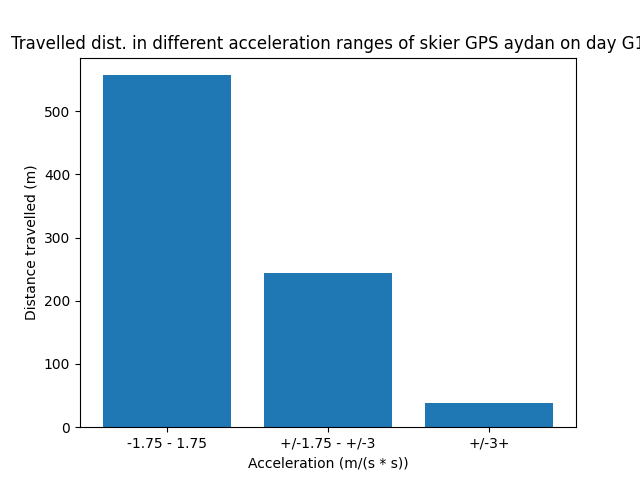 Travelled dist. in different acceleration ranges of skier GPS aydan on day G1
Distance travelled (m)
500
400
300
200
100
0
-1.75 - 1.75
+/-1.75 - +/-3
+/-3+
Acceleration (m/(s * s))